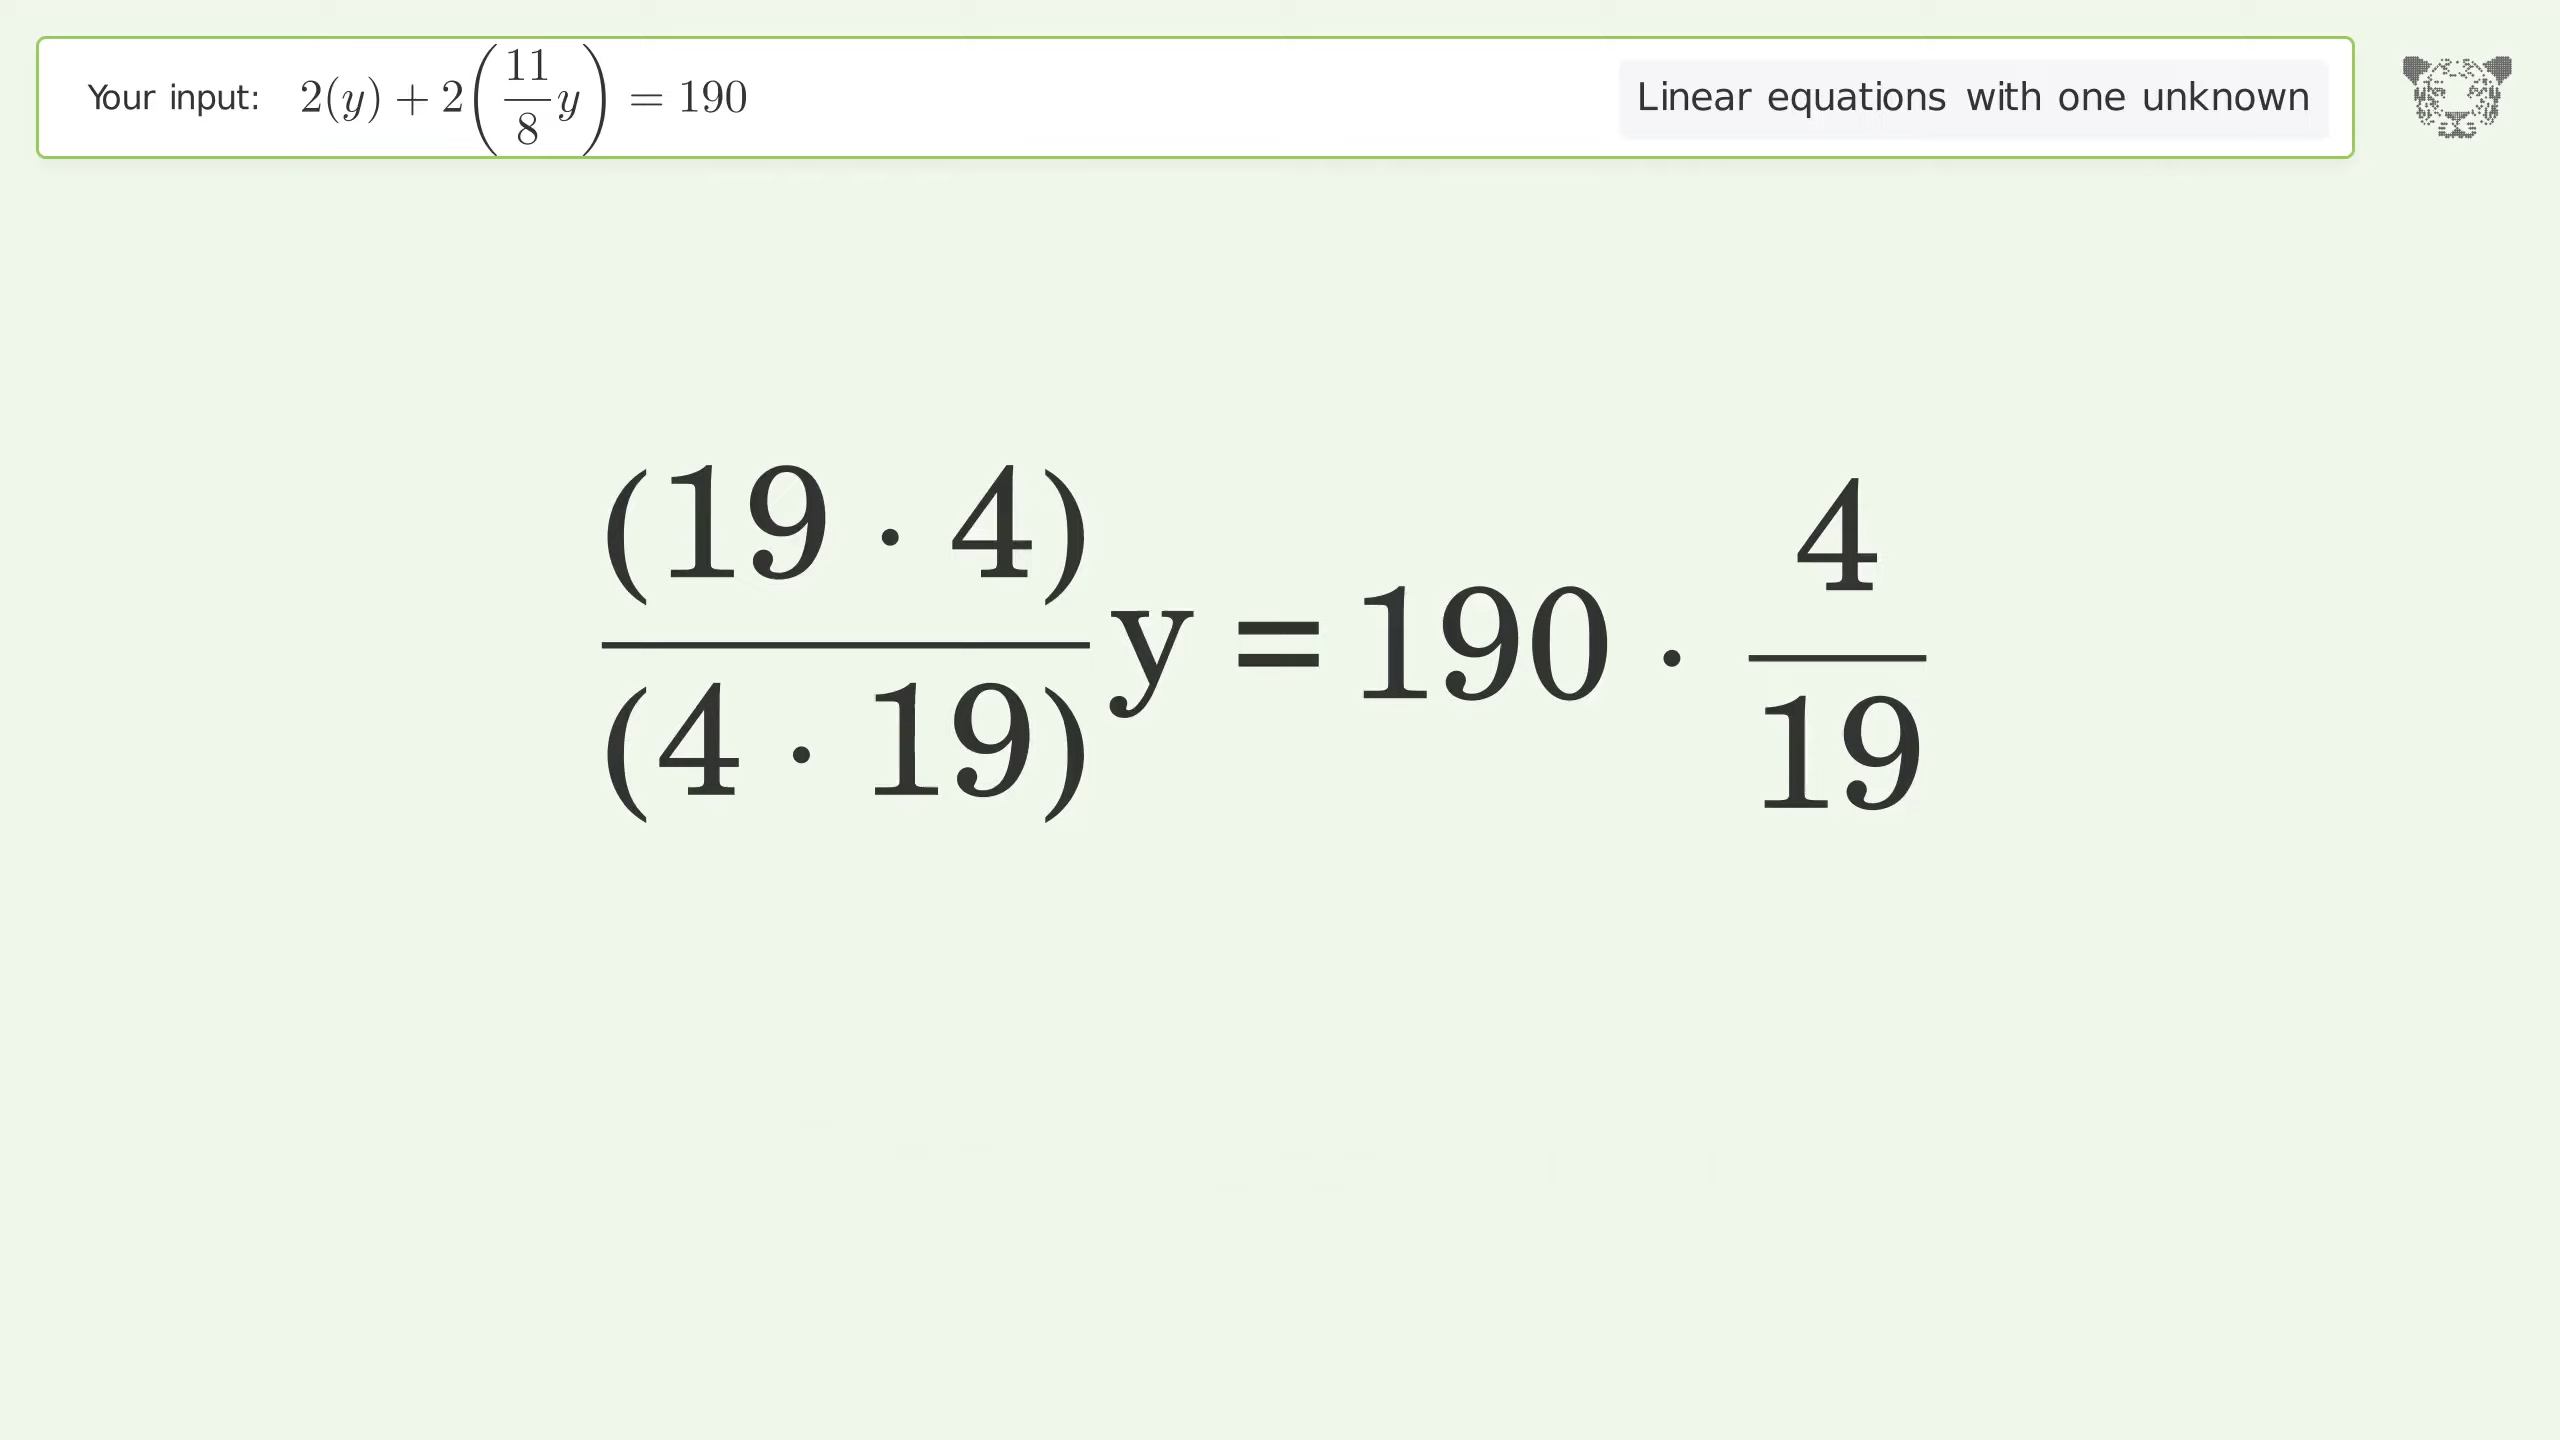 Your input: 2(y) + 2(11/8 y) = 190
Linear equations with one unknown
(19 · 4)/(4 · 19) y = 190 · 4/19